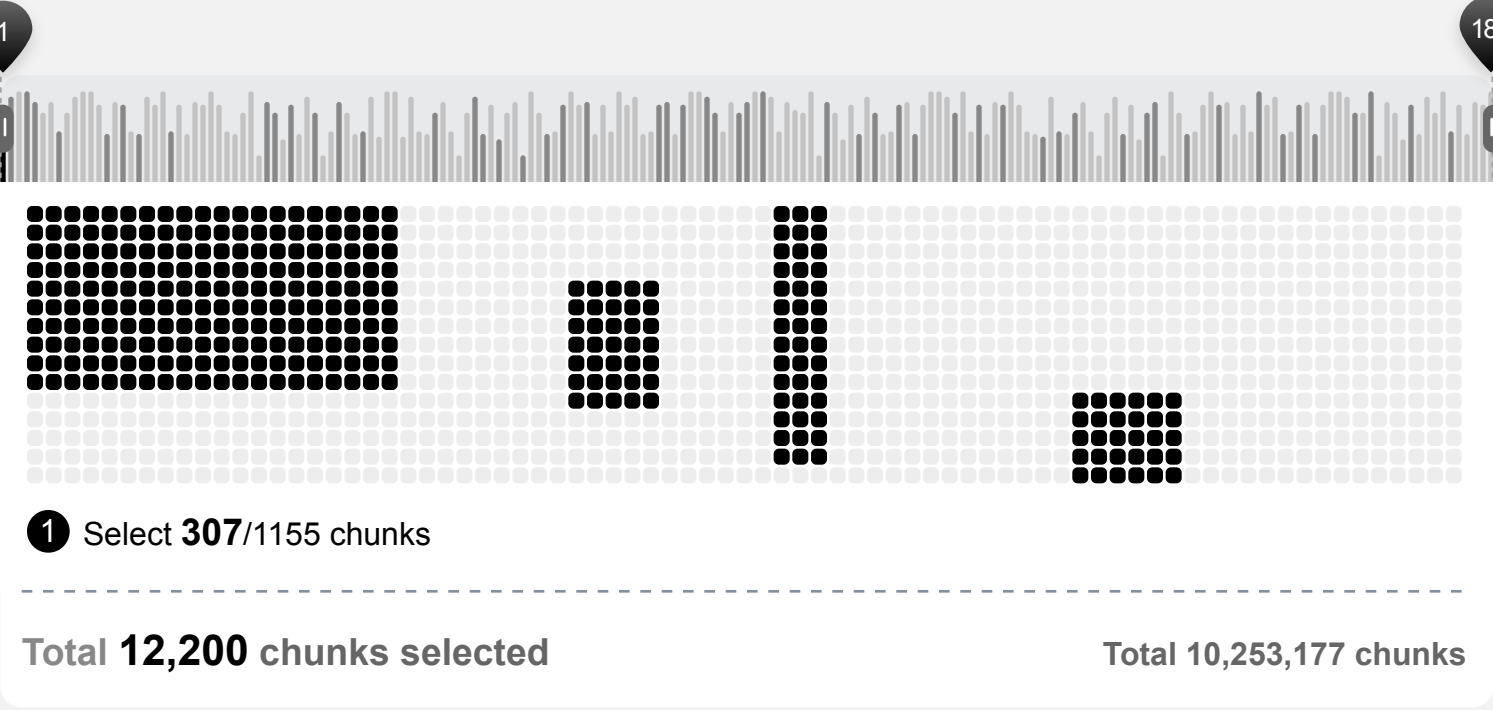 1
18
1 Select 307/1155 chunks
Total 12,200 chunks selected
Total 10,253,177 chunks